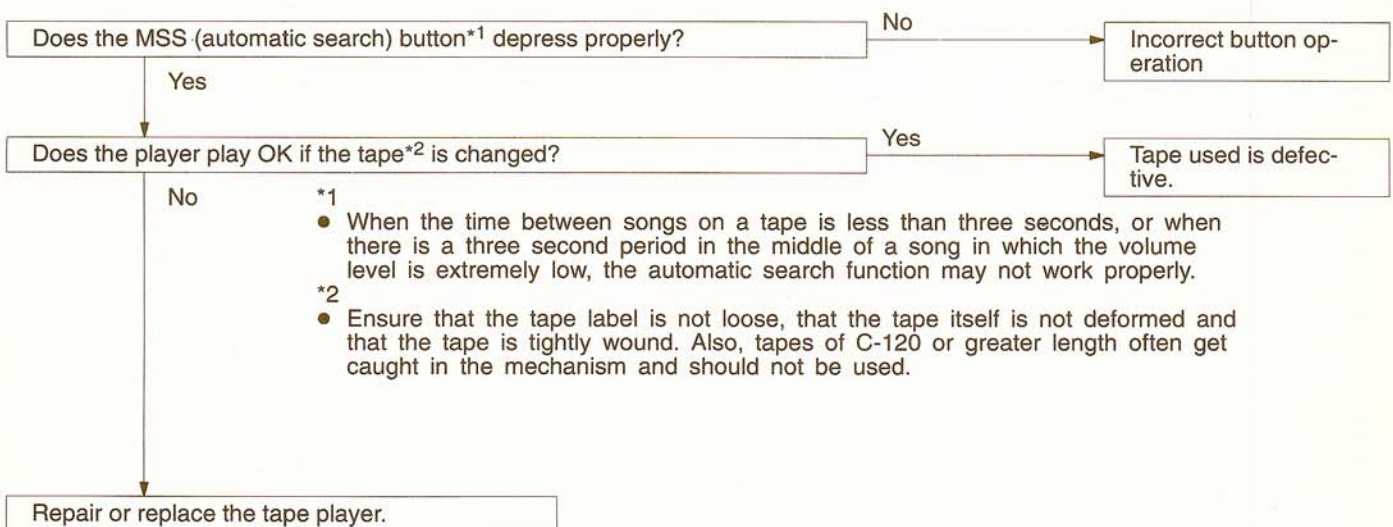 Does the MSS (automatic search) button*1 depress properly?
No
Incorrect button op-
eration
Yes
Does the player play OK if the tape*2 is changed?
Yes
Tape used is defec-
tive.
No
*1
● When the time between songs on a tape is less than three seconds, or when
there is a three second period in the middle of a song in which the volume
level is extremely low, the automatic search function may not work properly.
*2
● Ensure that the tape label is not loose, that the tape itself is not deformed and
that the tape is tightly wound. Also, tapes of C-120 or greater length often get
caught in the mechanism and should not be used.
Repair or replace the tape player.